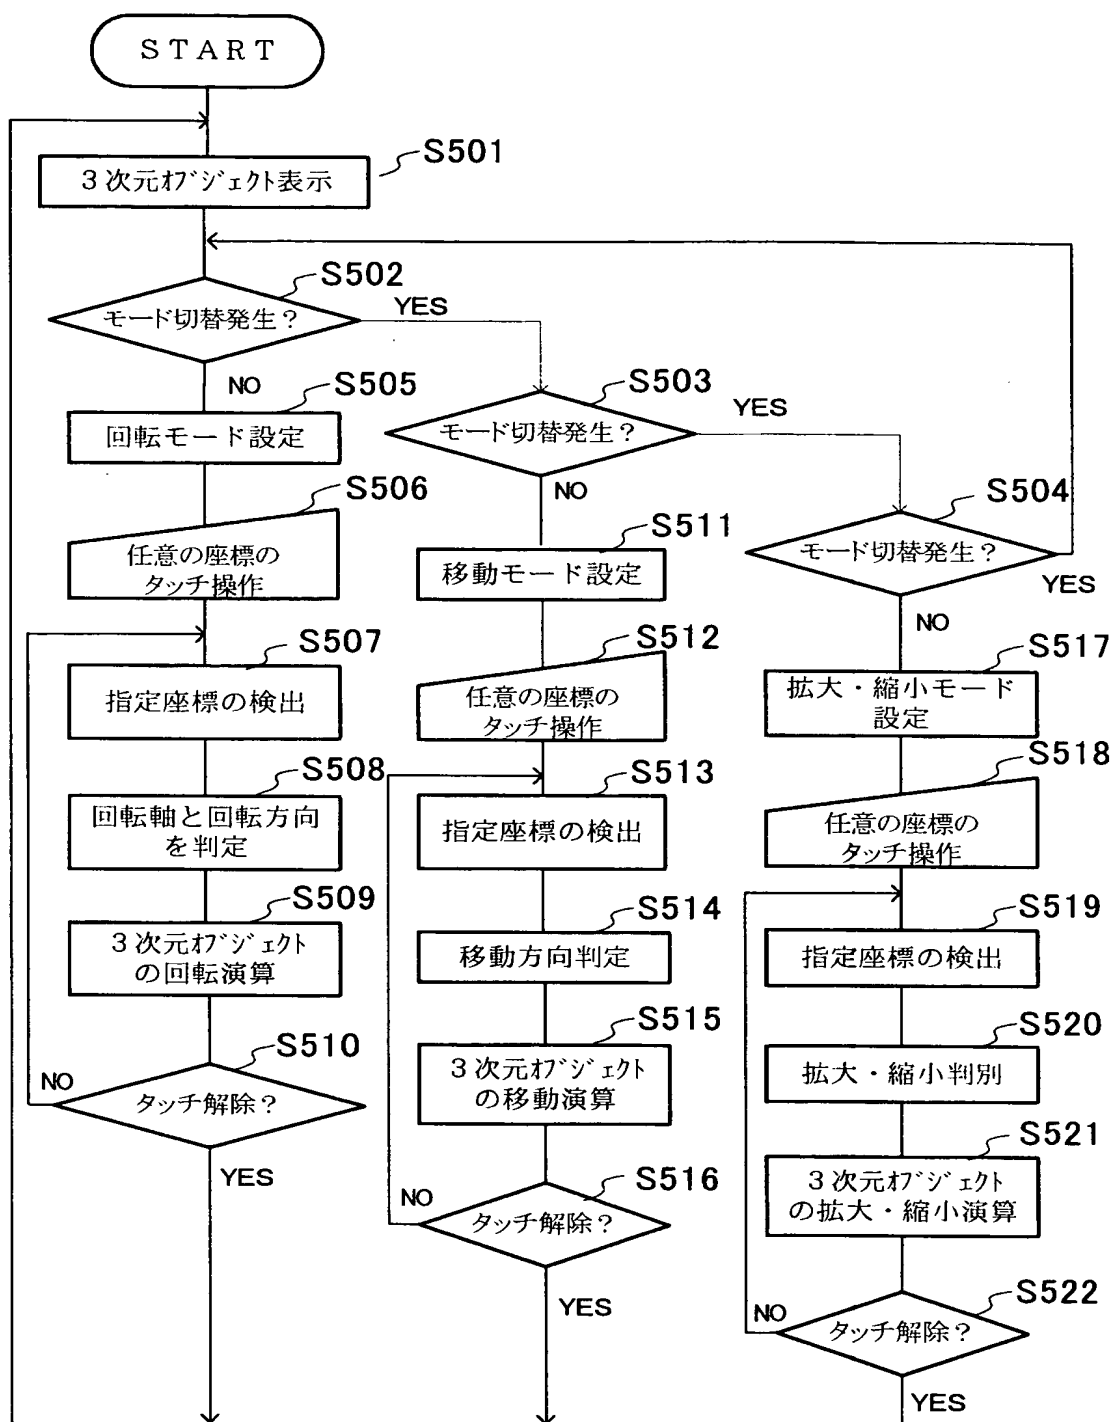 START
S501
3次元オブジェクト表示
S502
モード切替発生？
YES
NO
S505
回転モード設定
S506
任意の座標の
タッチ操作
S507
指定座標の検出
S508
回転軸と回転方向
を判定
S509
3次元オブジェクト
の回転演算
S510
タッチ解除？
NO
YES
S503
モード切替発生？
YES
NO
S511
移動モード設定
S512
任意の座標の
タッチ操作
S513
指定座標の検出
S514
移動方向判定
S515
3次元オブジェクト
の移動演算
S516
タッチ解除？
NO
YES
S504
モード切替発生？
YES
NO
S517
拡大・縮小モード
設定
S518
任意の座標の
タッチ操作
S519
指定座標の検出
S520
拡大・縮小判別
S521
3次元オブジェクト
の拡大・縮小演算
S522
タッチ解除？
NO
YES